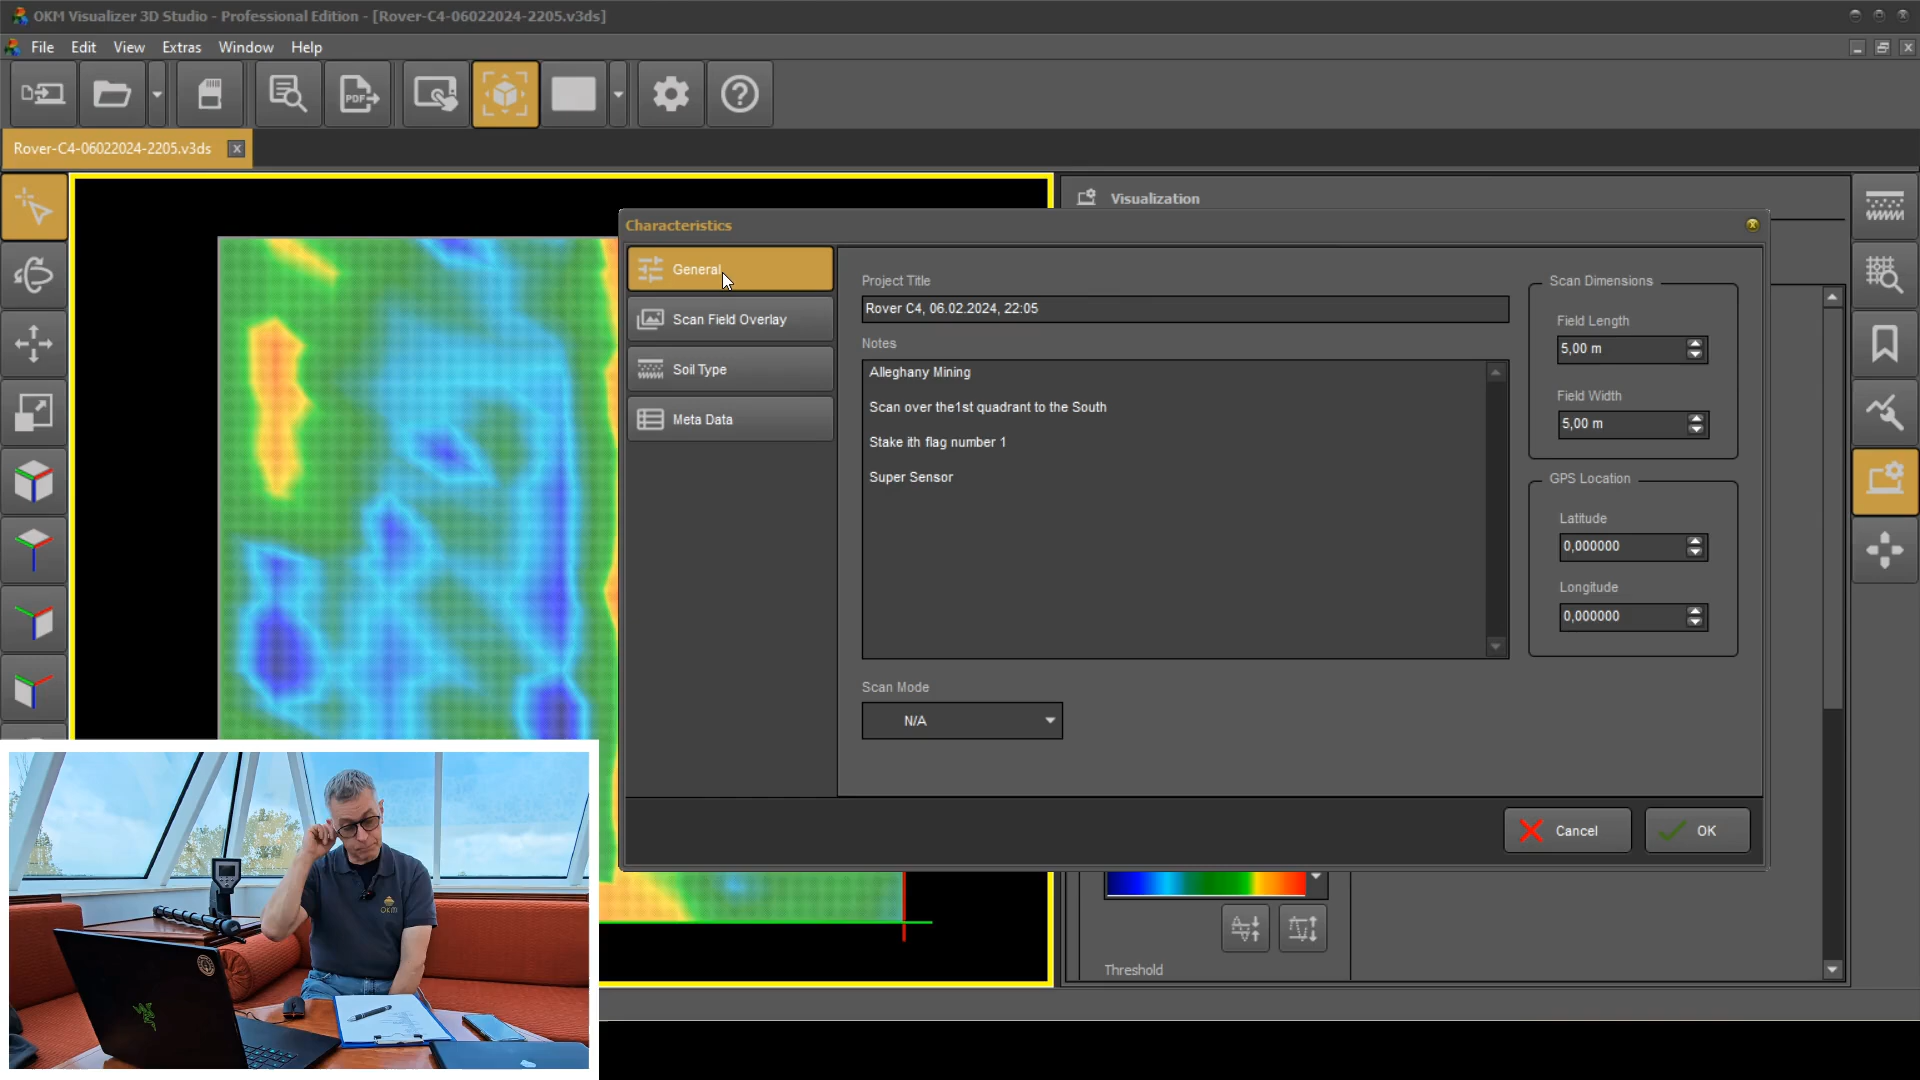 OKM Visualizer 3D Studio - Professional Edition - [Rover-C4-06022024-2205.v3ds]
File Edit View Extras Window Help
PDF
Rover-C4-06022024-2205.v3ds
Visualization
Characteristics
General
Scan Field Overlay
Soil Type
Meta Data
Project Title
Rover C4, 06.02.2024, 22:05
Notes
Alleghany Mining
Scan over the1st quadrant to the South
Stake ith flag number 1
Super Sensor
Scan Mode
N/A
Scan Dimensions
Field Length
5,00 m
Field Width
5,00 m
GPS Location
Latitude
0,000000
Longitude
0,000000
Cancel OK
Threshold
OKM